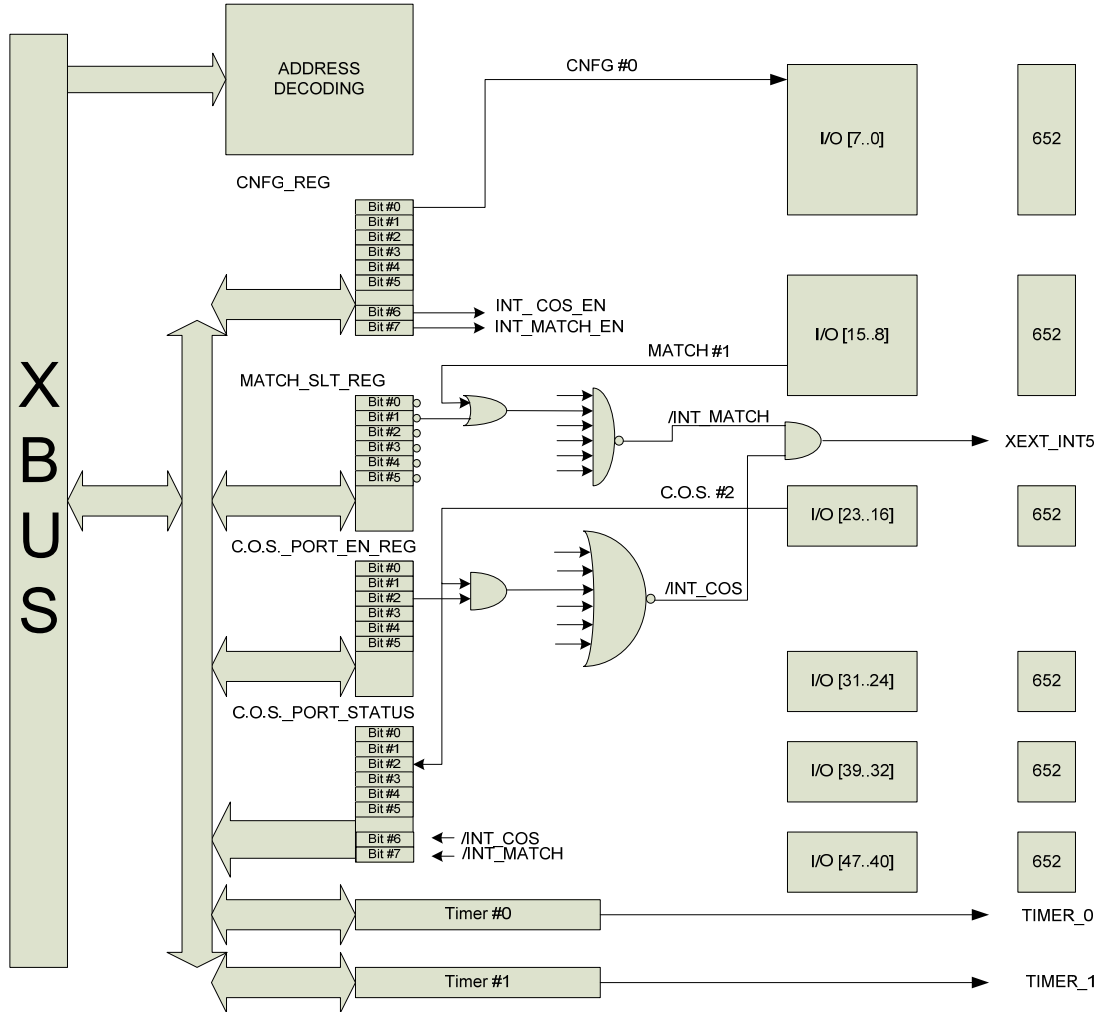 XBUS
ADDRESS
DECODING
CNFG #0
I/O [7..0]
652
CNFG_REG
Bit #0
Bit #1
Bit #2
Bit #3
Bit #4
Bit #5
Bit #6
Bit #7
INT_ COS_EN
INT_MATCH_EN
I/O [15..8]
652
MATCH #1
MATCH_SLT_REG
Bit #0
Bit #1
Bit #2
Bit #3
Bit #4
Bit #5
/INT_MATCH
XEXT_INT5
C.O.S. #2
I/O [23..16]
652
C.O.S._PORT_EN_REG
Bit #0
Bit #1
Bit #2
Bit #3
Bit #4
Bit #5
/INT_COS
I/O [31..24]
652
C.O.S._PORT_STATUS
Bit #0
Bit #1
Bit #2
Bit #3
Bit #4
Bit #5
Bit #6
Bit #7
/INT_COS
/INT_MATCH
I/O [39..32]
652
I/O [47..40]
652
Timer #0
TIMER_0
Timer #1
TIMER_1